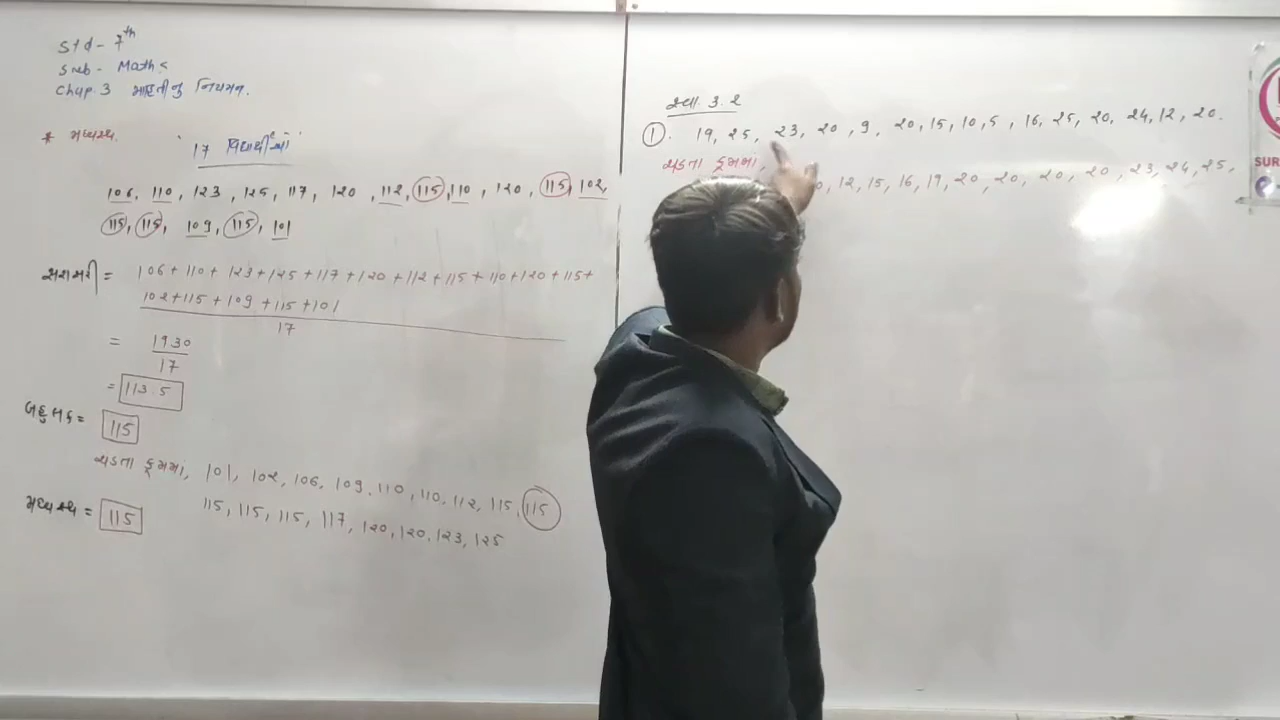 Std - 7th
Sub - Maths
Chap. 3 માહિતીનું નિયમન.
* મધ્યસ્થ.
17 વિદ્યાર્થીઓમાં
106, 110, 123, 125, 117, 120, 112, 115, 110, 120, 115, 102,
115, 115, 109, 115, 101
સરાસરી = 106+110+123+125+117+120+112+115+110+120+115+
102+115+115+109+115+101
17
= 1930
17
= 113.5
બહુલક = 115
ચડતા ક્રમમાં, 101, 102, 106, 109, 110, 110, 112, 115, 115
115, 115, 115, 117, 120, 120, 123, 125
મધ્યસ્થ = 115
સ્વા. 3.2
1. 19, 25, 23, 20, 9, 20, 15, 10, 5, 16, 25, 20, 24, 12, 20.
ચડતા ક્રમમાં, 12, 15, 16, 19, 20, 20, 20, 20, 23, 24, 25,
SUR